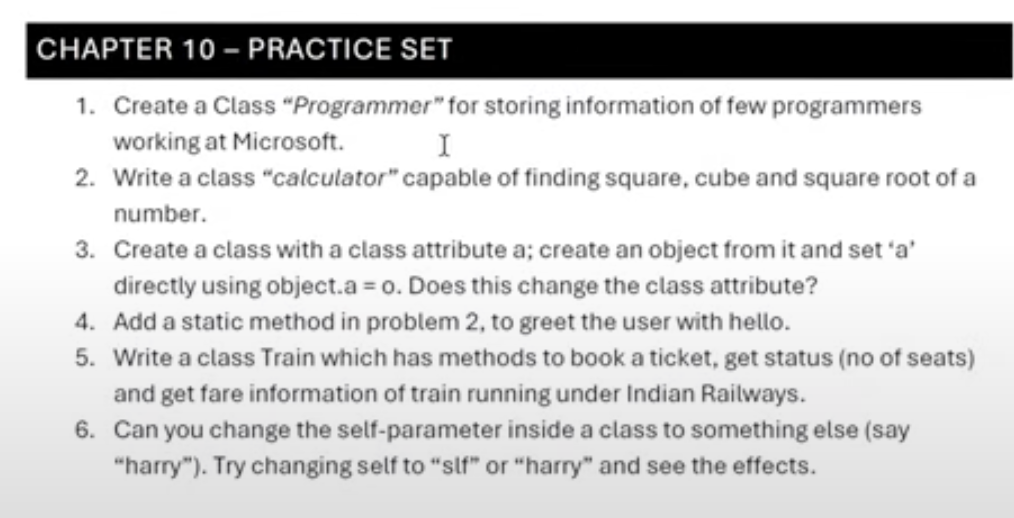 CHAPTER 10 – PRACTICE SET
1. Create a Class “Programmer” for storing information of few programmers
working at Microsoft.
2. Write a class “calculator” capable of finding square, cube and square root of a
number.
3. Create a class with a class attribute a; create an object from it and set ‘a’
directly using object.a = o. Does this change the class attribute?
4. Add a static method in problem 2, to greet the user with hello.
5. Write a class Train which has methods to book a ticket, get status (no of seats)
and get fare information of train running under Indian Railways.
6. Can you change the self-parameter inside a class to something else (say
“harry”). Try changing self to “slf” or “harry” and see the effects.